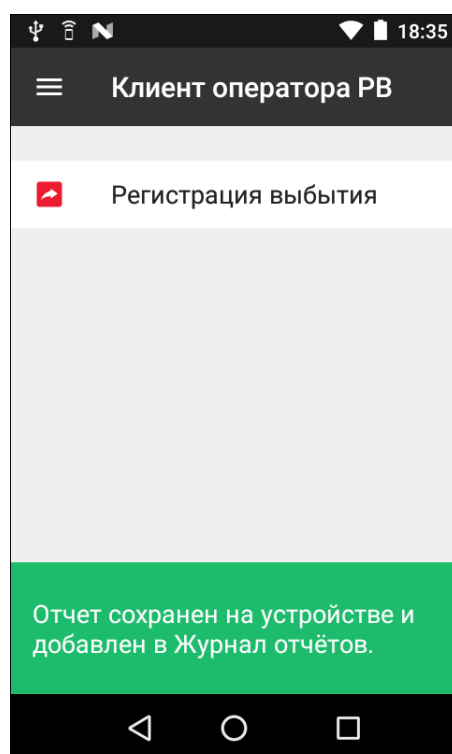 18:35
Клиент оператора РВ
Регистрация выбытия
Отчет сохранен на устройстве и
добавлен в Журнал отчётов.